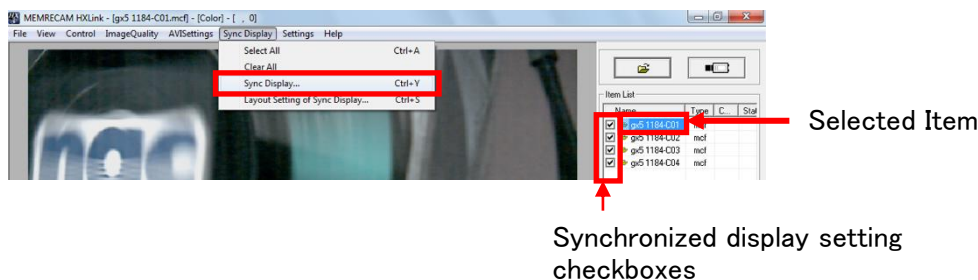 MEMRECAM HXLink - [gx5 1184-C01.mcf] - [Color] - [ , 0]
File View Control ImageQuality AVISettings Sync Display Settings Help
Select All Ctrl+A
Clear All
Sync Display... Ctrl+Y
Layout Setting of Sync Display... Ctrl+S
Item List
Name Type C... Stat
gx5 1184-C01 mcf
gx5 1184-C02 mcf
gx5 1184-C03 mcf
gx5 1184-C04 mcf
Selected Item
Synchronized display setting
checkboxes